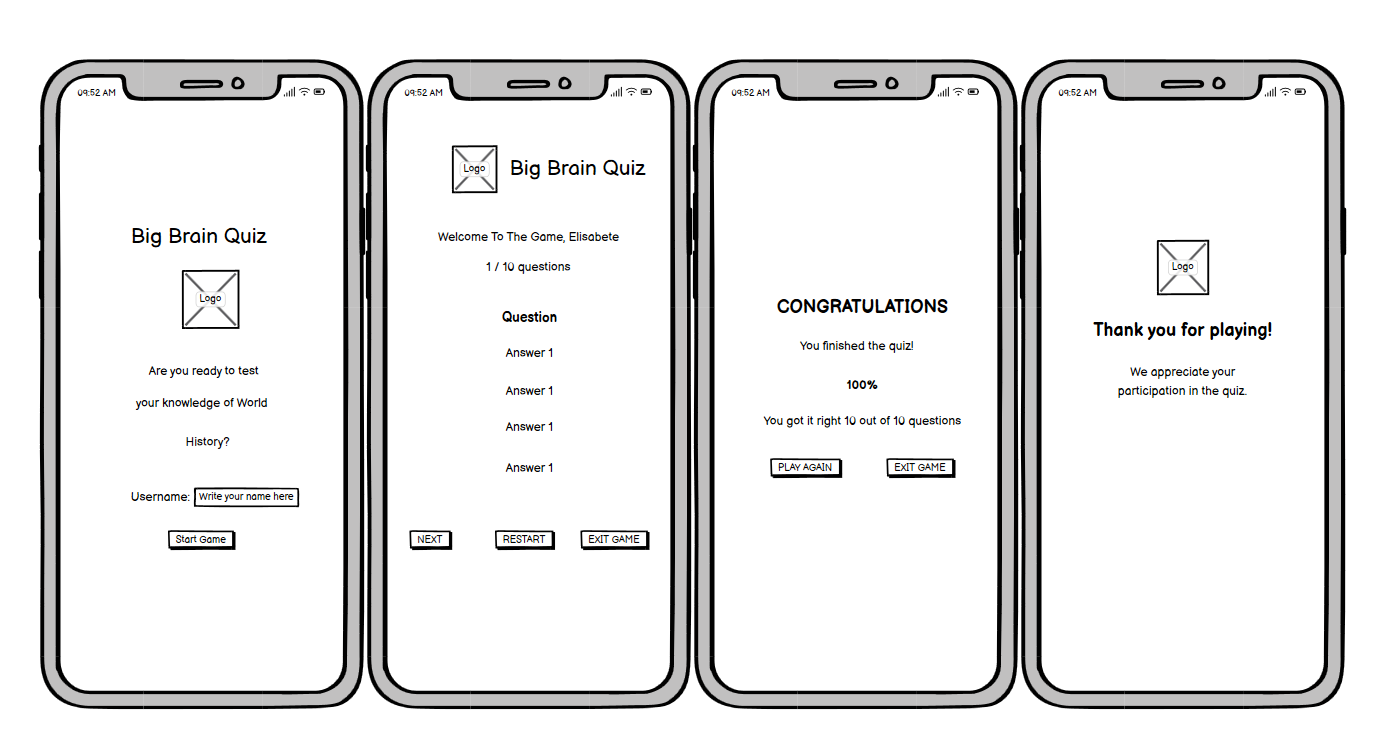 09:52 AM
Big Brain Quiz
Logo
Are you ready to test
your knowledge of World
History?
Username: Write your name here
Start Game
09:52 AM
Logo
Big Brain Quiz
Welcome To The Game, Elisabete
1 / 10 questions
Question
Answer 1
Answer 1
Answer 1
Answer 1
NEXT
RESTART
EXIT GAME
09:52 AM
CONGRATULATIONS
You finished the quiz!
100%
You got it right 10 out of 10 questions
PLAY AGAIN
EXIT GAME
09:52 AM
Logo
Thank you for playing!
We appreciate your
participation in the quiz.